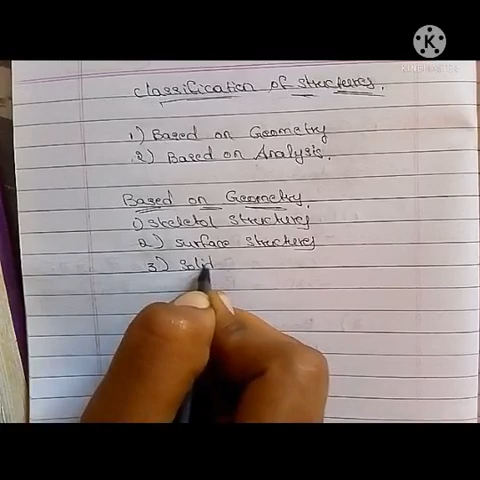 K
KINEMASTER
Classification of Structures.
1) Based on Geometry
2) Based on Analysis.
Based on Geometry.
1) Skeletal Structures
2) Surface Structures
3) Solid